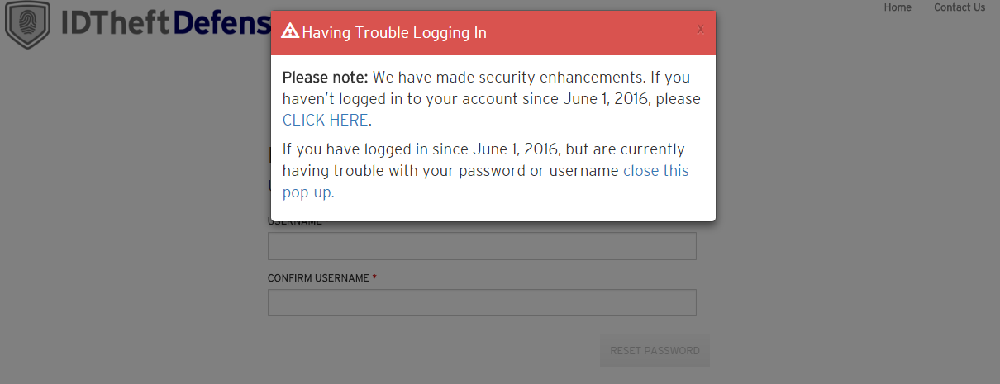 Home Contact Us
IDTheftDefens
Having Trouble Logging In x
Please note: We have made security enhancements. If you
haven’t logged in to your account since June 1, 2016, please
CLICK HERE.
If you have logged in since June 1, 2016, but are currently
having trouble with your password or username close this
pop-up.
USERNAME
CONFIRM USERNAME *
RESET PASSWORD